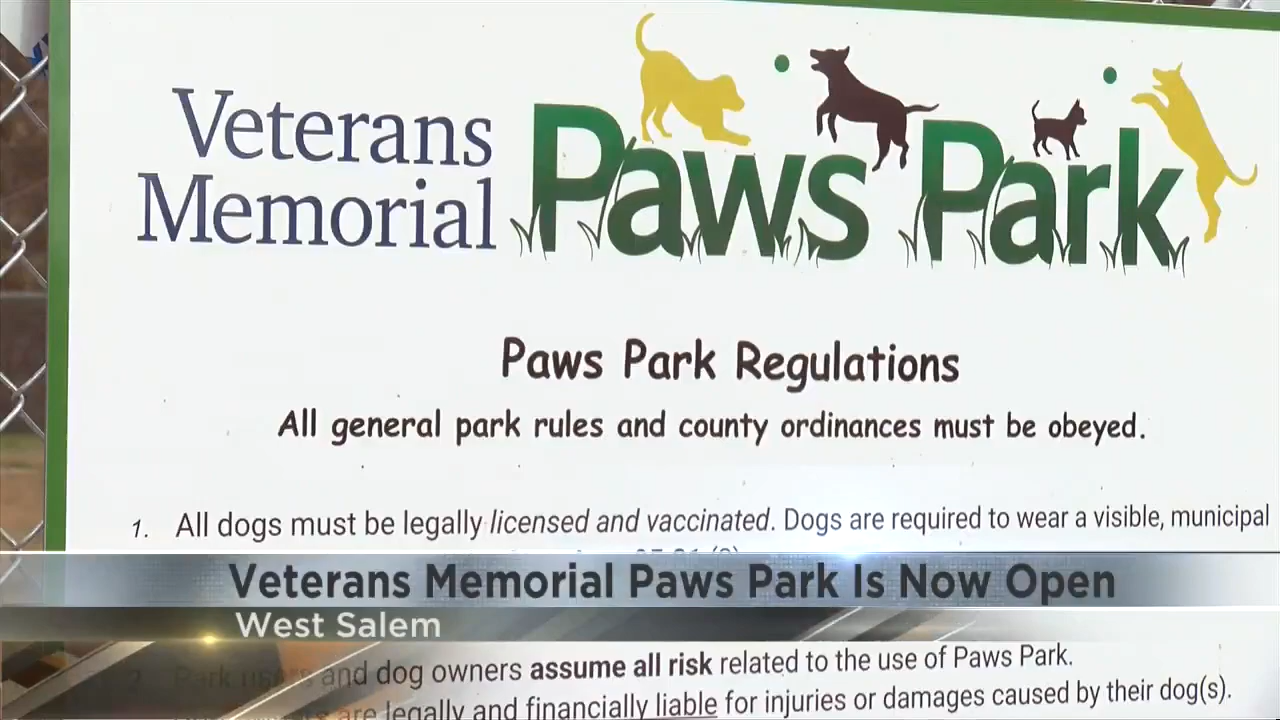 Veterans
Memorial
Paws Park
Paws Park Regulations
All general park rules and county ordinances must be obeyed.
1. All dogs must be legally licensed and vaccinated. Dogs are required to wear a visible, municipal
Veterans Memorial Paws Park Is Now Open
West Salem
2. Park users and dog owners assume all risk related to the use of Paws Park.
are legally and financially liable for injuries or damages caused by their dog(s).